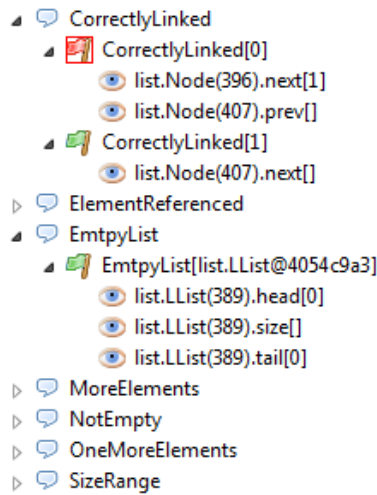 CorrectlyLinked
CorrectlyLinked[0]
list.Node(396).next[1]
list.Node(407).prev[]
CorrectlyLinked[1]
list.Node(407).next[]
ElementReferenced
EmtpyList
EmtpyList[list.LList@4054c9a3]
list.LList(389).head[0]
list.LList(389).size[]
list.LList(389).tail[0]
MoreElements
NotEmpty
OneMoreElements
SizeRange